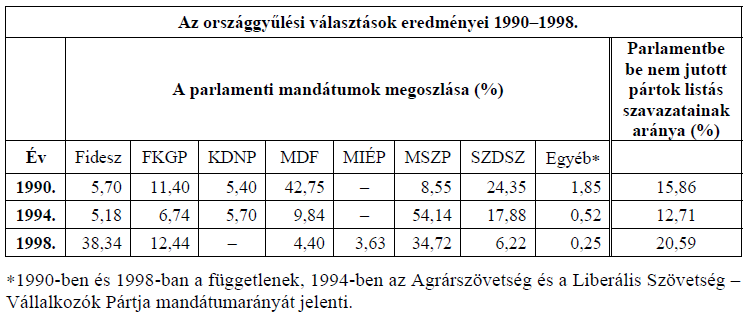 Az országgyűlési választások eredményei 1990–1998.
A parlamenti mandátumok megoszlása (%)
Parlamentbe
be nem jutott
pártok listás
szavazatainak
aránya (%)
Év Fidesz FKGP KDNP MDF MIÉP MSZP SZDSZ Egyéb*
1990. 5,70 11,40 5,40 42,75 – 8,55 24,35 1,85 15,86
1994. 5,18 6,74 5,70 9,84 – 54,14 17,88 0,52 12,71
1998. 38,34 12,44 – 4,40 3,63 34,72 6,22 0,25 20,59
*1990-ben és 1998-ban a függetlenek, 1994-ben az Agrárszövetség és a Liberális Szövetség –
Vállalkozók Pártja mandátumarányát jelenti.